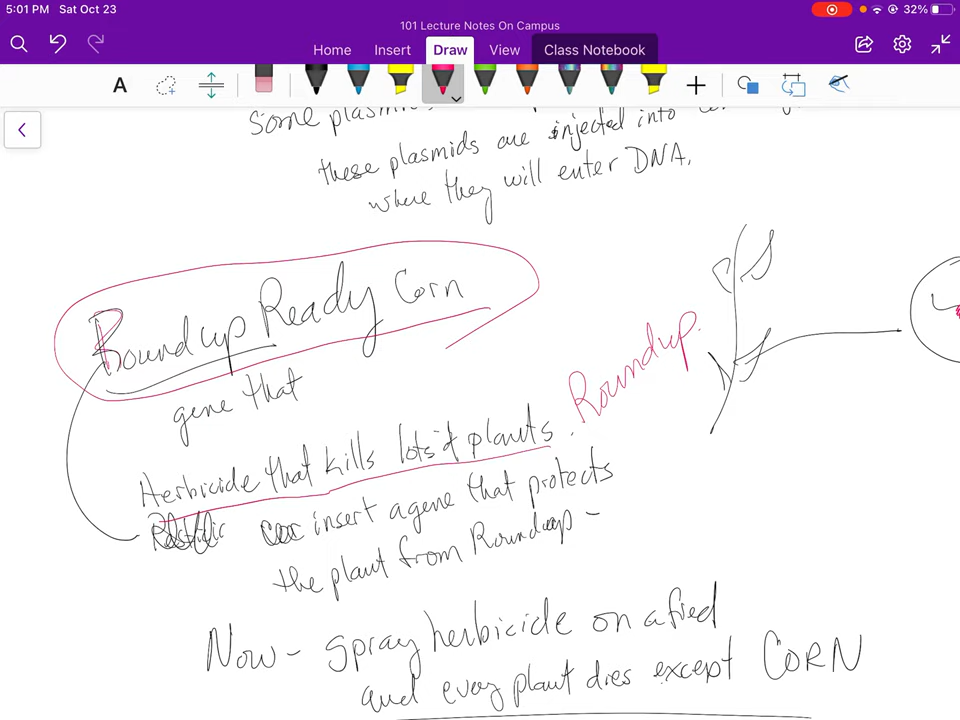 5:01 PM Sat Oct 23
32%
101 Lecture Notes On Campus
Home Insert Draw View Class Notebook
A
Some plasmids
these plasmids are injected into
where they will enter DNA.
Roundup Ready Corn
gene that
Roundup.
Herbicide that kills lots of plants.
insert a gene that protects
the plant from Roundup -
Now - spray herbicide on a field
and every plant dies except CORN